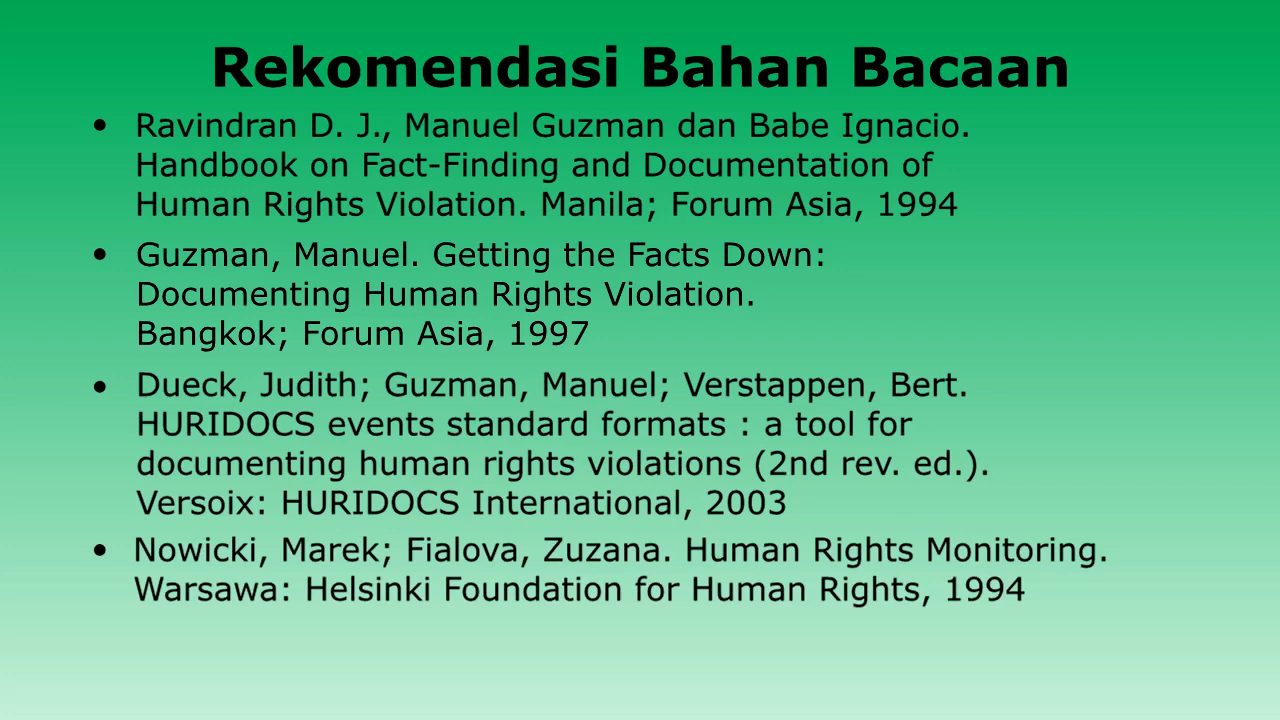 Rekomendasi Bahan Bacaan
• Ravindran D. J., Manuel Guzman dan Babe Ignacio.
Handbook on Fact-Finding and Documentation of
Human Rights Violation. Manila; Forum Asia, 1994
• Guzman, Manuel. Getting the Facts Down:
Documenting Human Rights Violation.
Bangkok; Forum Asia, 1997
• Dueck, Judith; Guzman, Manuel; Verstappen, Bert.
HURIDOCS events standard formats : a tool for
documenting human rights violations (2nd rev. ed.).
Versoix: HURIDOCS International, 2003
• Nowicki, Marek; Fialova, Zuzana. Human Rights Monitoring.
Warsawa: Helsinki Foundation for Human Rights, 1994